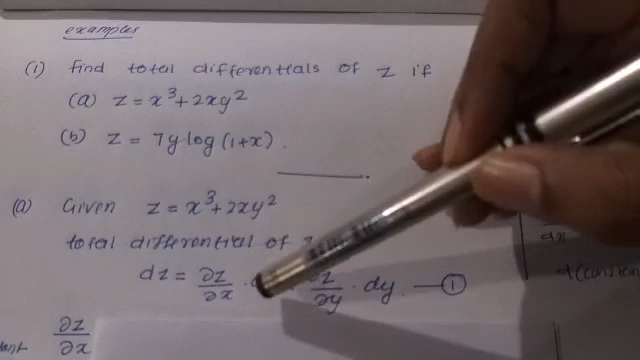 examples
(1) Find total differentials of z if
(a) z = x³ + 2xy²
(b) z = 7y log(1+x).
(a) Given z = x³ + 2xy²
total differential of
dz = ∂z/∂x · ∂z/∂y · dy — ①
∂z/∂x
d(constan